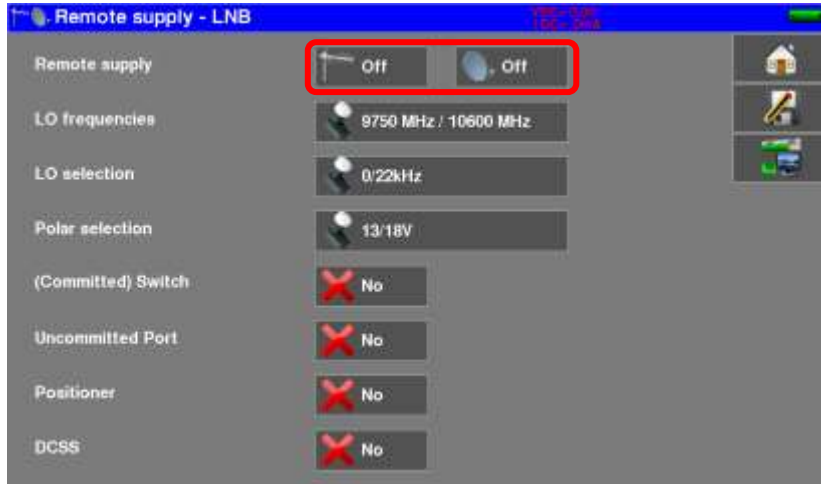 Remote supply - LNB
Remote supply Off Off
LO frequencies 9750 MHz / 10600 MHz
LO selection 0/22kHz
Polar selection 13/18V
(Committed) Switch No
Uncommitted Port No
Positioner No
DCSS No